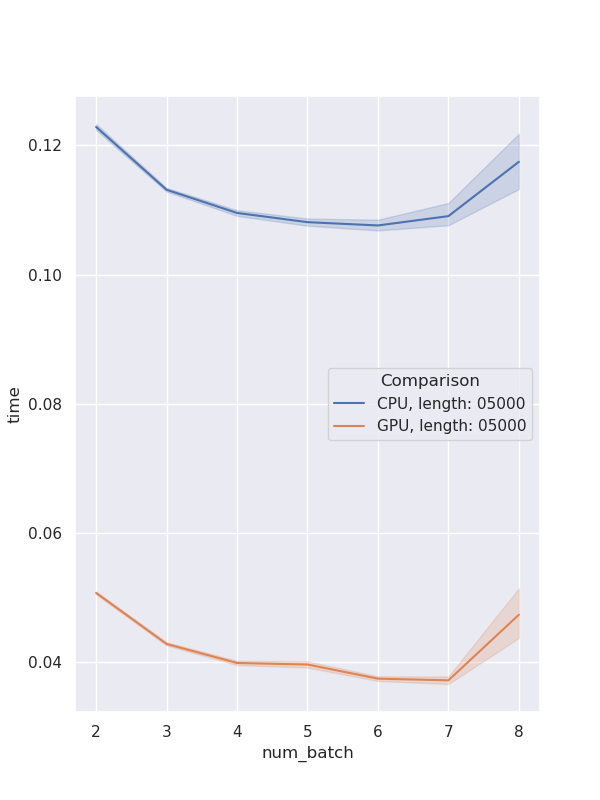 0.12
0.10
0.08
0.06
0.04
time
Comparison
CPU, length: 05000
GPU, length: 05000
2 3 4 5 6 7 8
num_batch